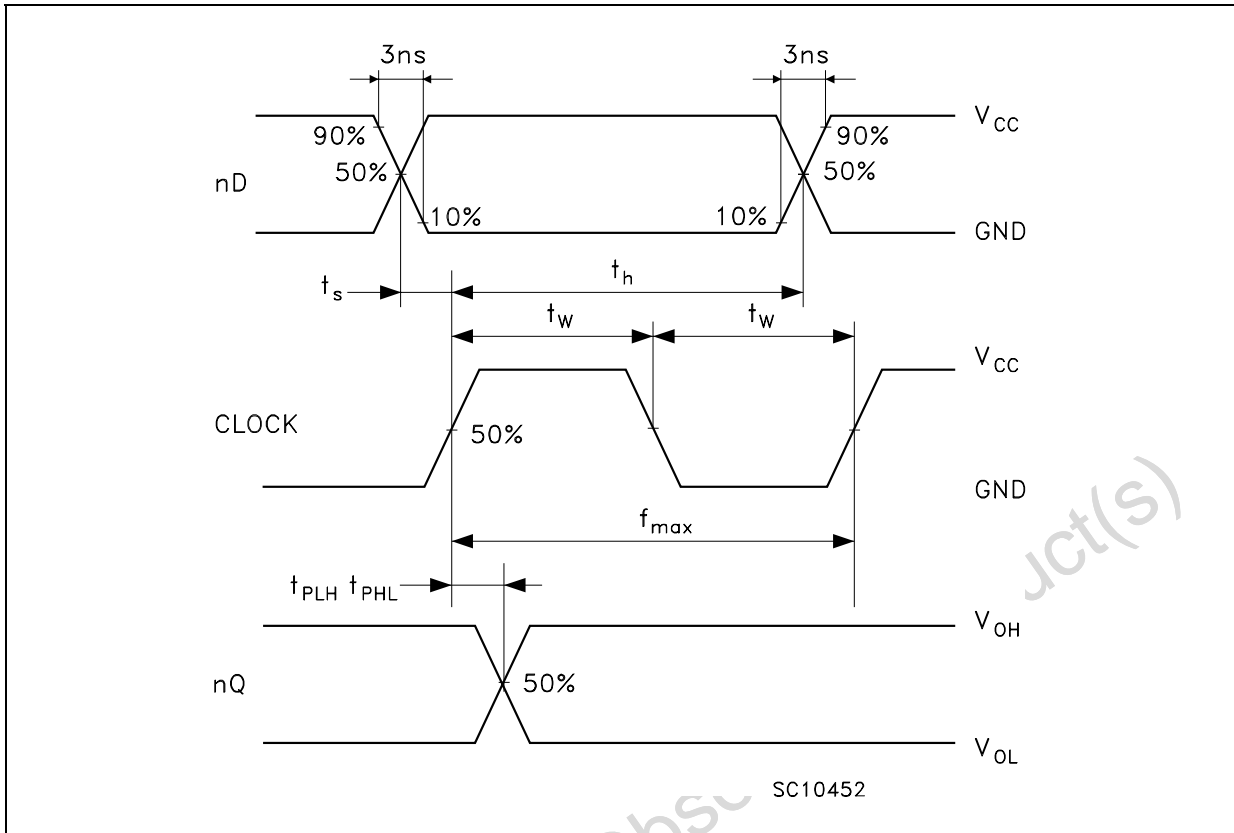 3ns 3ns
V_CC
90% 90%
nD 50% 50%
10% 10%
GND
t_s t_h
t_W t_W
V_CC
CLOCK 50%
GND
f_max
t_PLH t_PHL
V_OH
nQ 50%
V_OL
SC10452
uct(s)